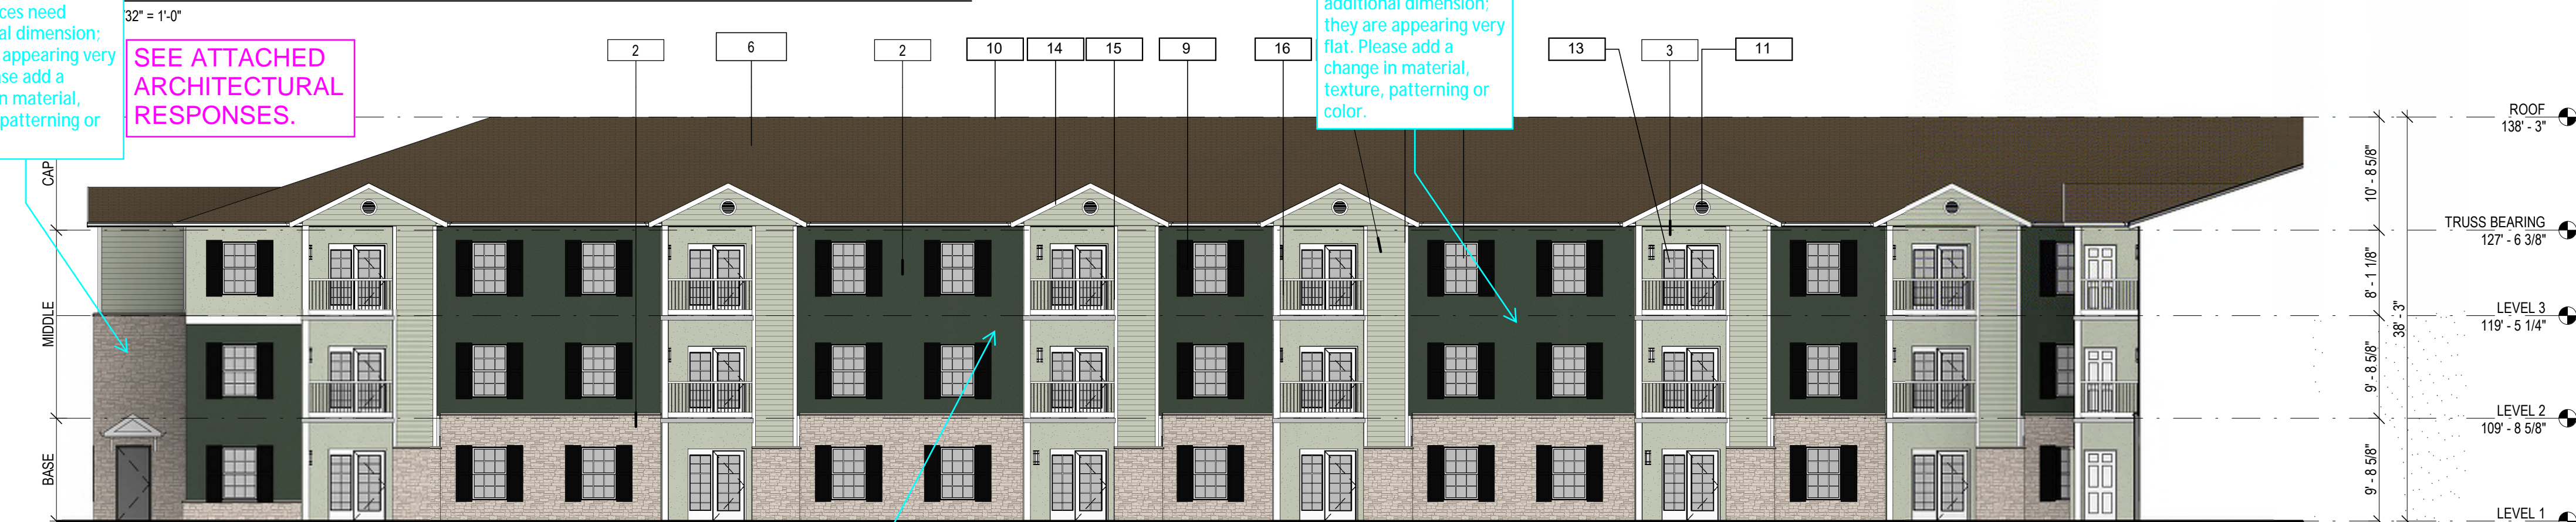 ces need
al dimension;
appearing very
se add a
n material,
patterning or
/32" = 1'-0"
SEE ATTACHED
ARCHITECTURAL
RESPONSES.
2
6
2
10
14
15
9
16
additional dimension;
they are appearing very
flat. Please add a
change in material,
texture, patterning or
color.
13
3
11
CAP
MIDDLE
BASE
10' - 8 5/8"
8' - 1 1/8"
9' - 8 5/8"
9' - 8 5/8"
38' - 3"
ROOF
138' - 3"
TRUSS BEARING
127' - 6 3/8"
LEVEL 3
119' - 5 1/4"
LEVEL 2
109' - 8 5/8"
LEVEL 1